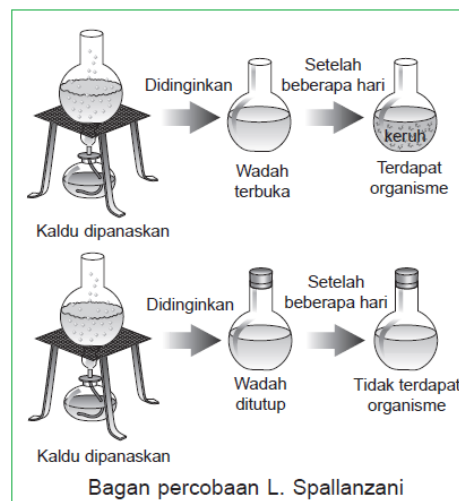 Didinginkan
Setelah
beberapa hari
keruh
Wadah
terbuka
Terdapat
organisme
Kaldu dipanaskan
Didinginkan
Setelah
beberapa hari
Wadah
ditutup
Tidak terdapat
organisme
Kaldu dipanaskan
Bagan percobaan L. Spallanzani